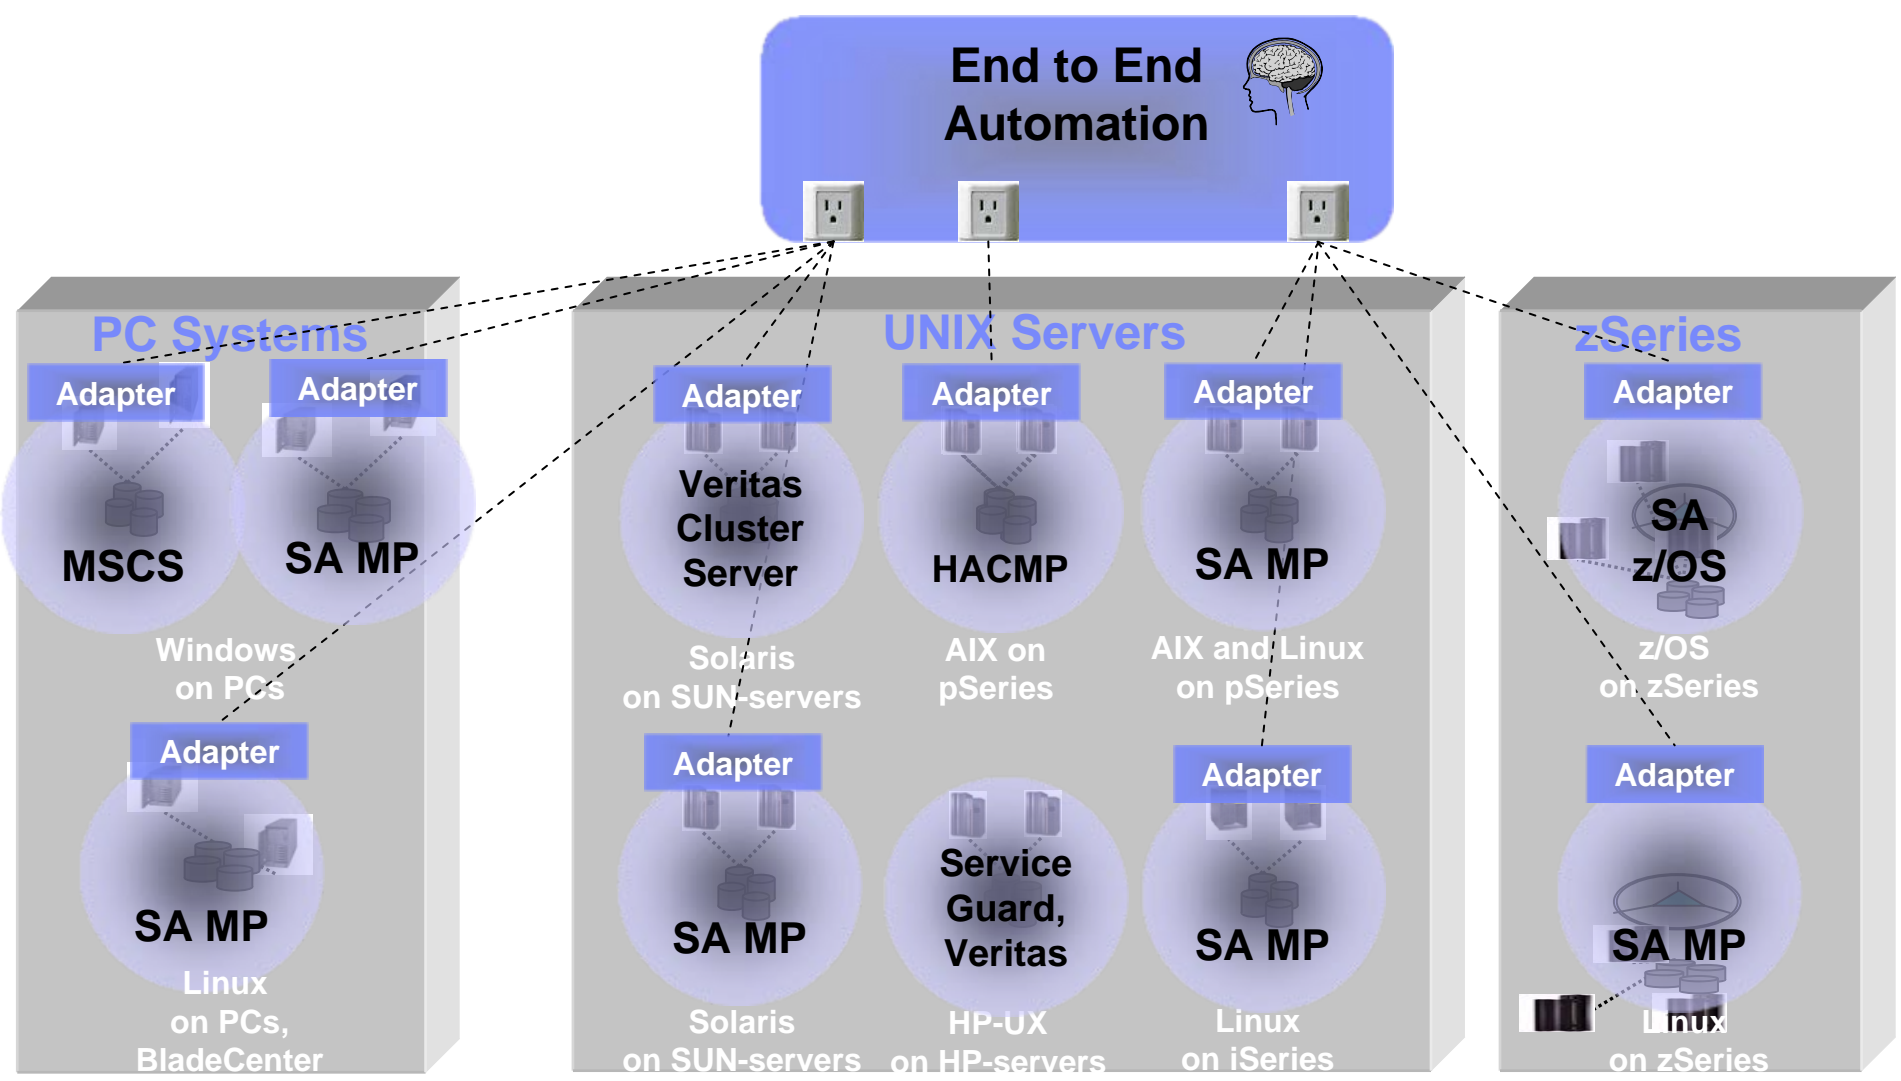 End to End
Automation
PC Systems
UNIX Servers
zSeries
Adapter
Adapter
Adapter
Adapter
Adapter
Adapter
MSCS
SA MP
Veritas
Cluster
Server
HACMP
SA MP
SA
z/OS
Windows
on PCs
Solaris
on SUN-servers
AIX on
pSeries
AIX and Linux
on pSeries
z/OS
on zSeries
Adapter
Adapter
Adapter
Adapter
SA MP
SA MP
Service
Guard,
Veritas
SA MP
SA MP
Linux
on PCs,
BladeCenter
Solaris
on SUN-servers
HP-UX
on HP-servers
Linux
on iSeries
Linux
on zSeries